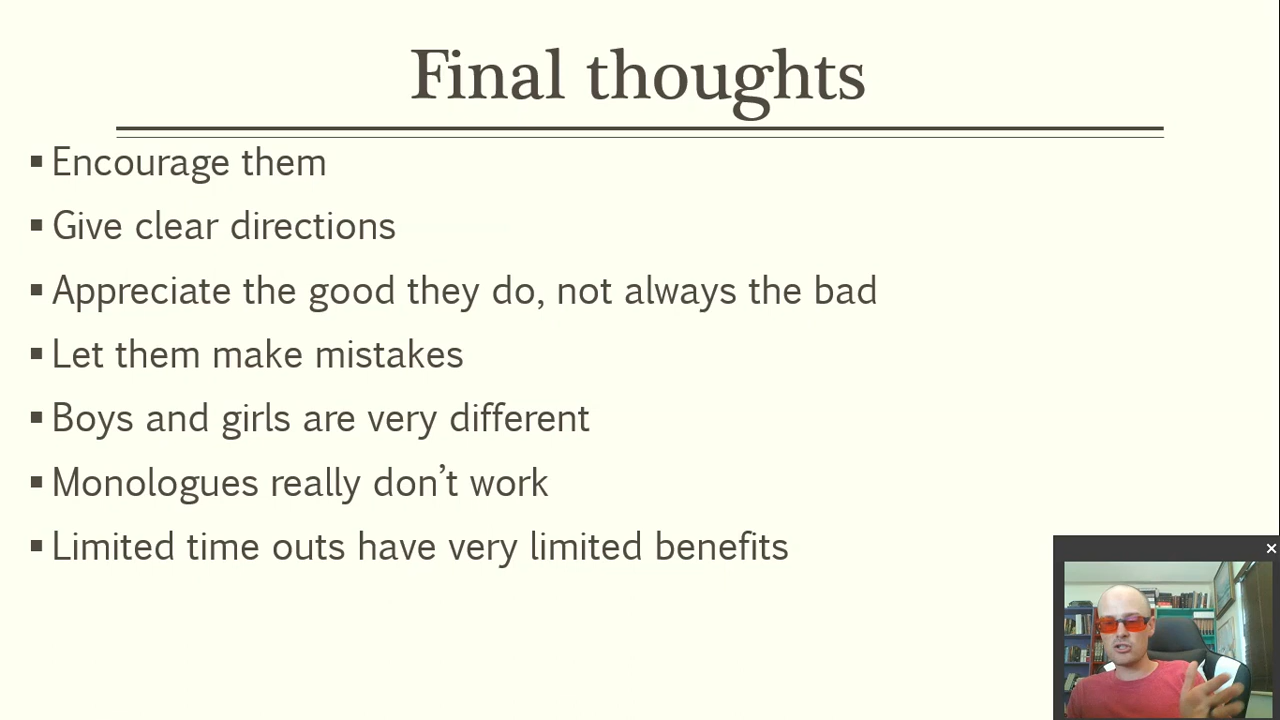 Final thoughts
▪ Encourage them
▪ Give clear directions
▪ Appreciate the good they do, not always the bad
▪ Let them make mistakes
▪ Boys and girls are very different
▪ Monologues really don’t work
▪ Limited time outs have very limited benefits